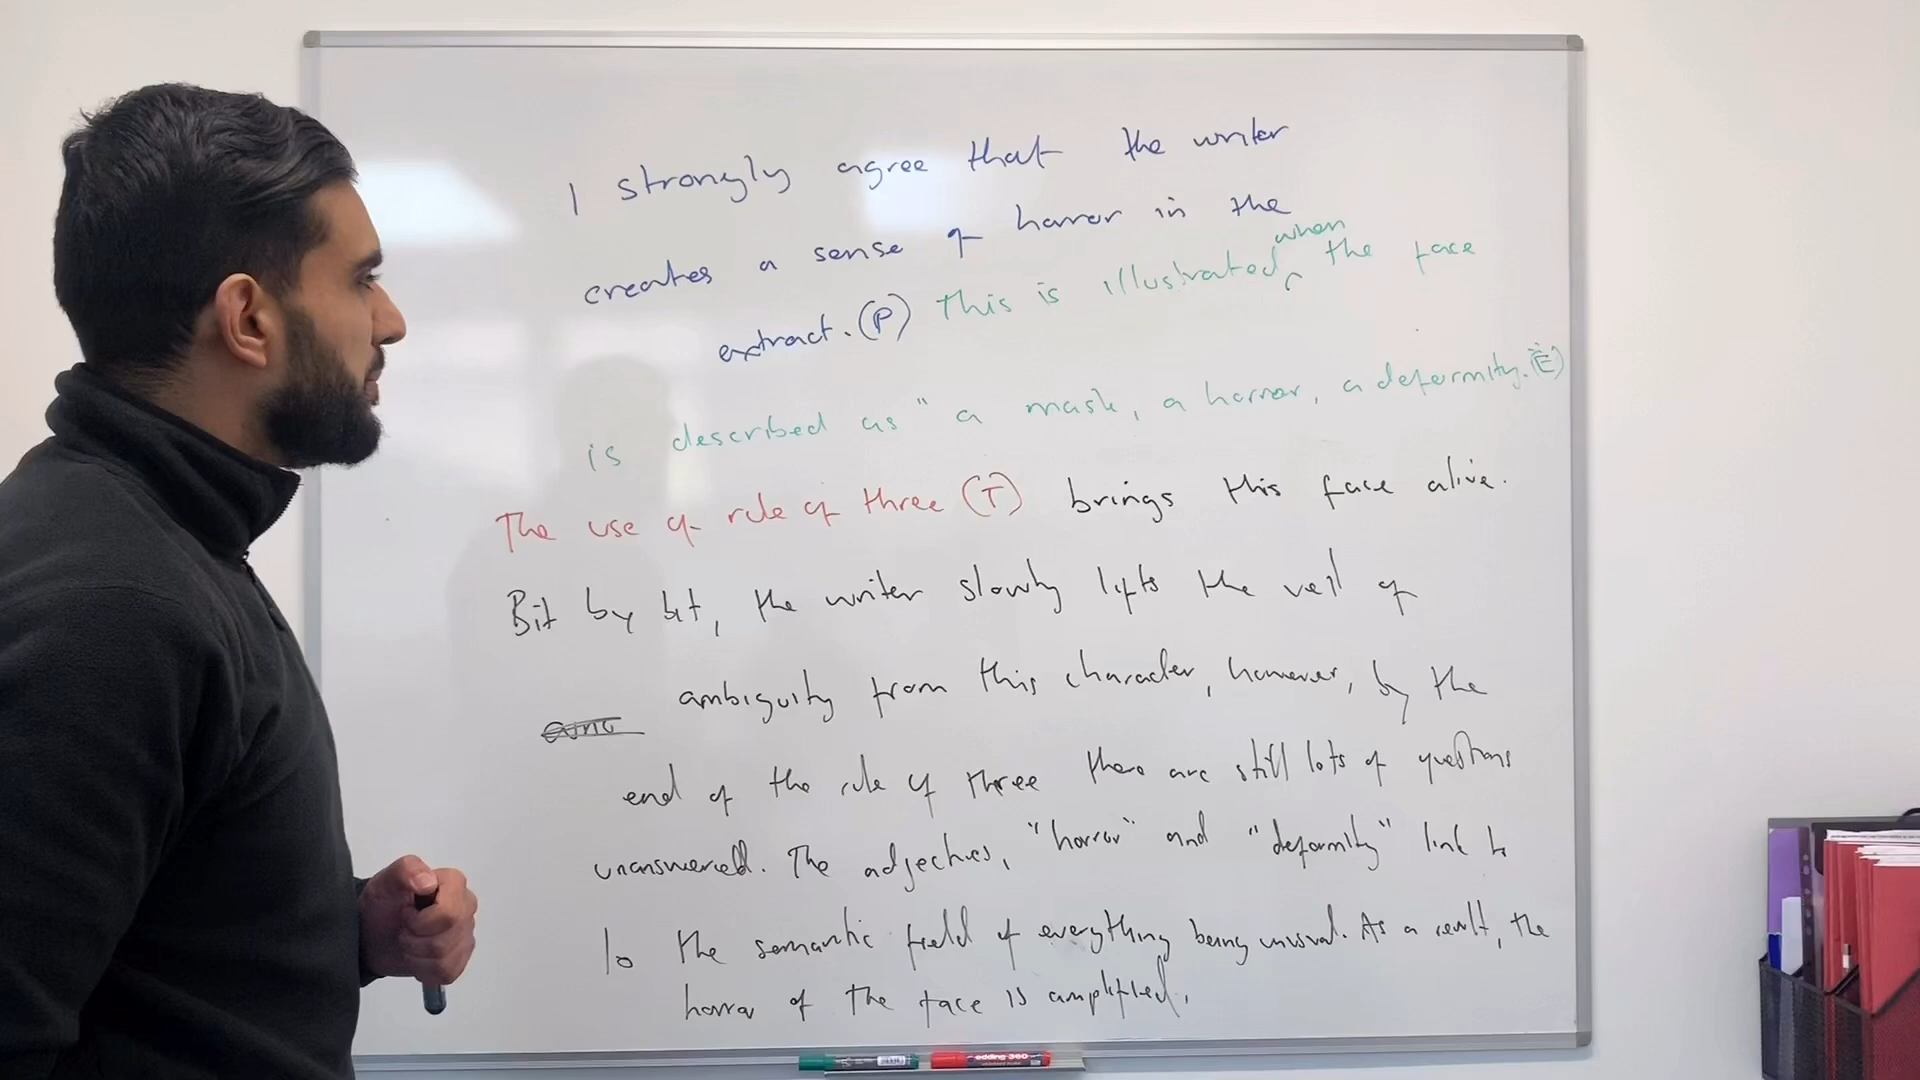 I strongly agree that the writer
creates a sense of horror in the
extract. (P) This is illustrated when the face
is described as "a mask, a horror, a deformity." (E)
The use of rule of three (T) brings this face alive.
Bit by bit, the writer slowly lifts the veil of
ambiguity from this character, however, by the
end of the rule of three there are still lots of questions
unanswered. The adjectives, "horror" and "deformity" link to
to the semantic field of everything being unusual. As a result, the
horror of the face is amplified.
edding 360